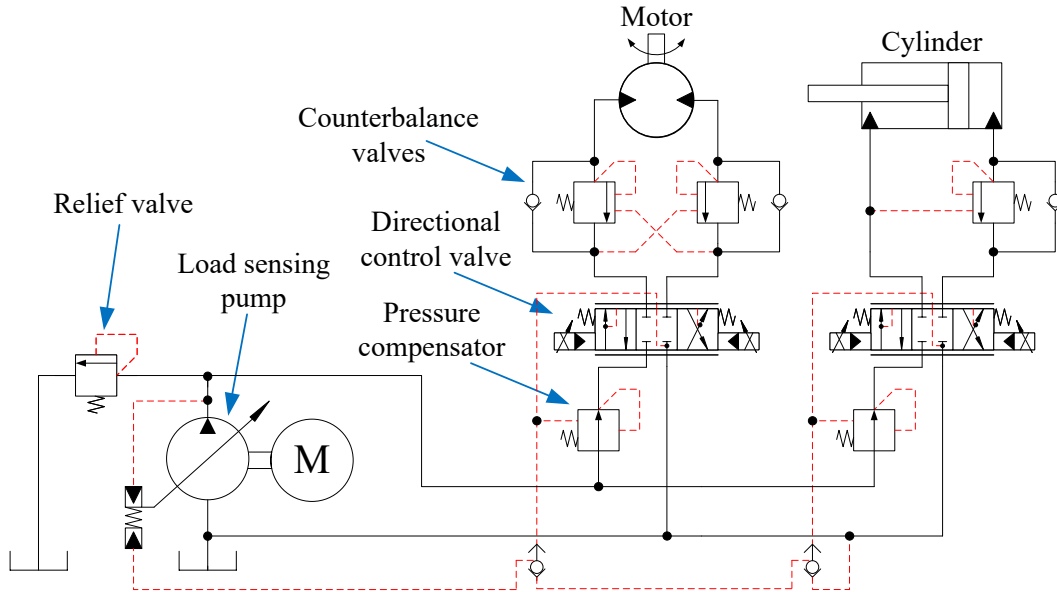 Motor
Cylinder
Counterbalance
valves
Relief valve
Directional
control valve
Load sensing
pump
Pressure
compensator
M